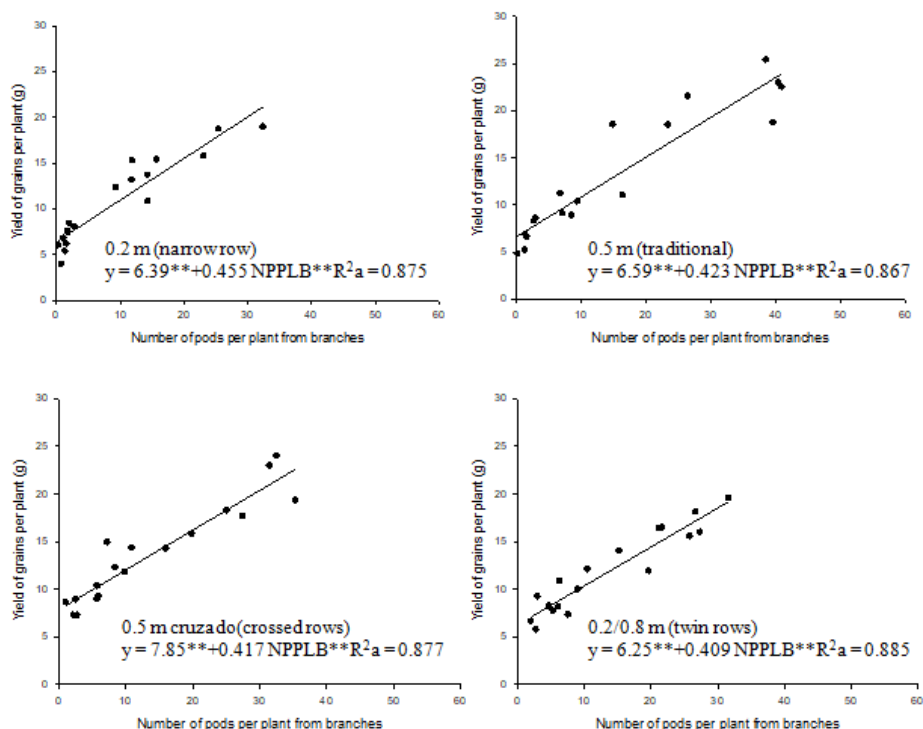 Yield of grains per plant (g)
30
25
20
15
10
5
0
0 10 20 30 40 50 60
0.2 m (narrow row)
y = 6.39**+0.455 NPPLB**R²a = 0.875
Number of pods per plant from branches
Yield of grains per plant (g)
30
25
20
15
10
5
0
0 10 20 30 40 50 60
0.5 m (traditional)
y = 6.59**+0.423 NPPLB**R²a = 0.867
Number of pods per plant from branches
Yield of grains per plant (g)
30
25
20
15
10
5
0
0 10 20 30 40 50 60
0.5 m cruzado(crossed rows)
y = 7.85**+0.417 NPPLB**R²a = 0.877
Number of pods per plant from branches
Yield of grains per plant (g)
30
25
20
15
10
5
0
0 10 20 30 40 50 60
0.2/0.8 m (twin rows)
y = 6.25**+0.409 NPPLB**R²a = 0.885
Number of pods per plant from branches